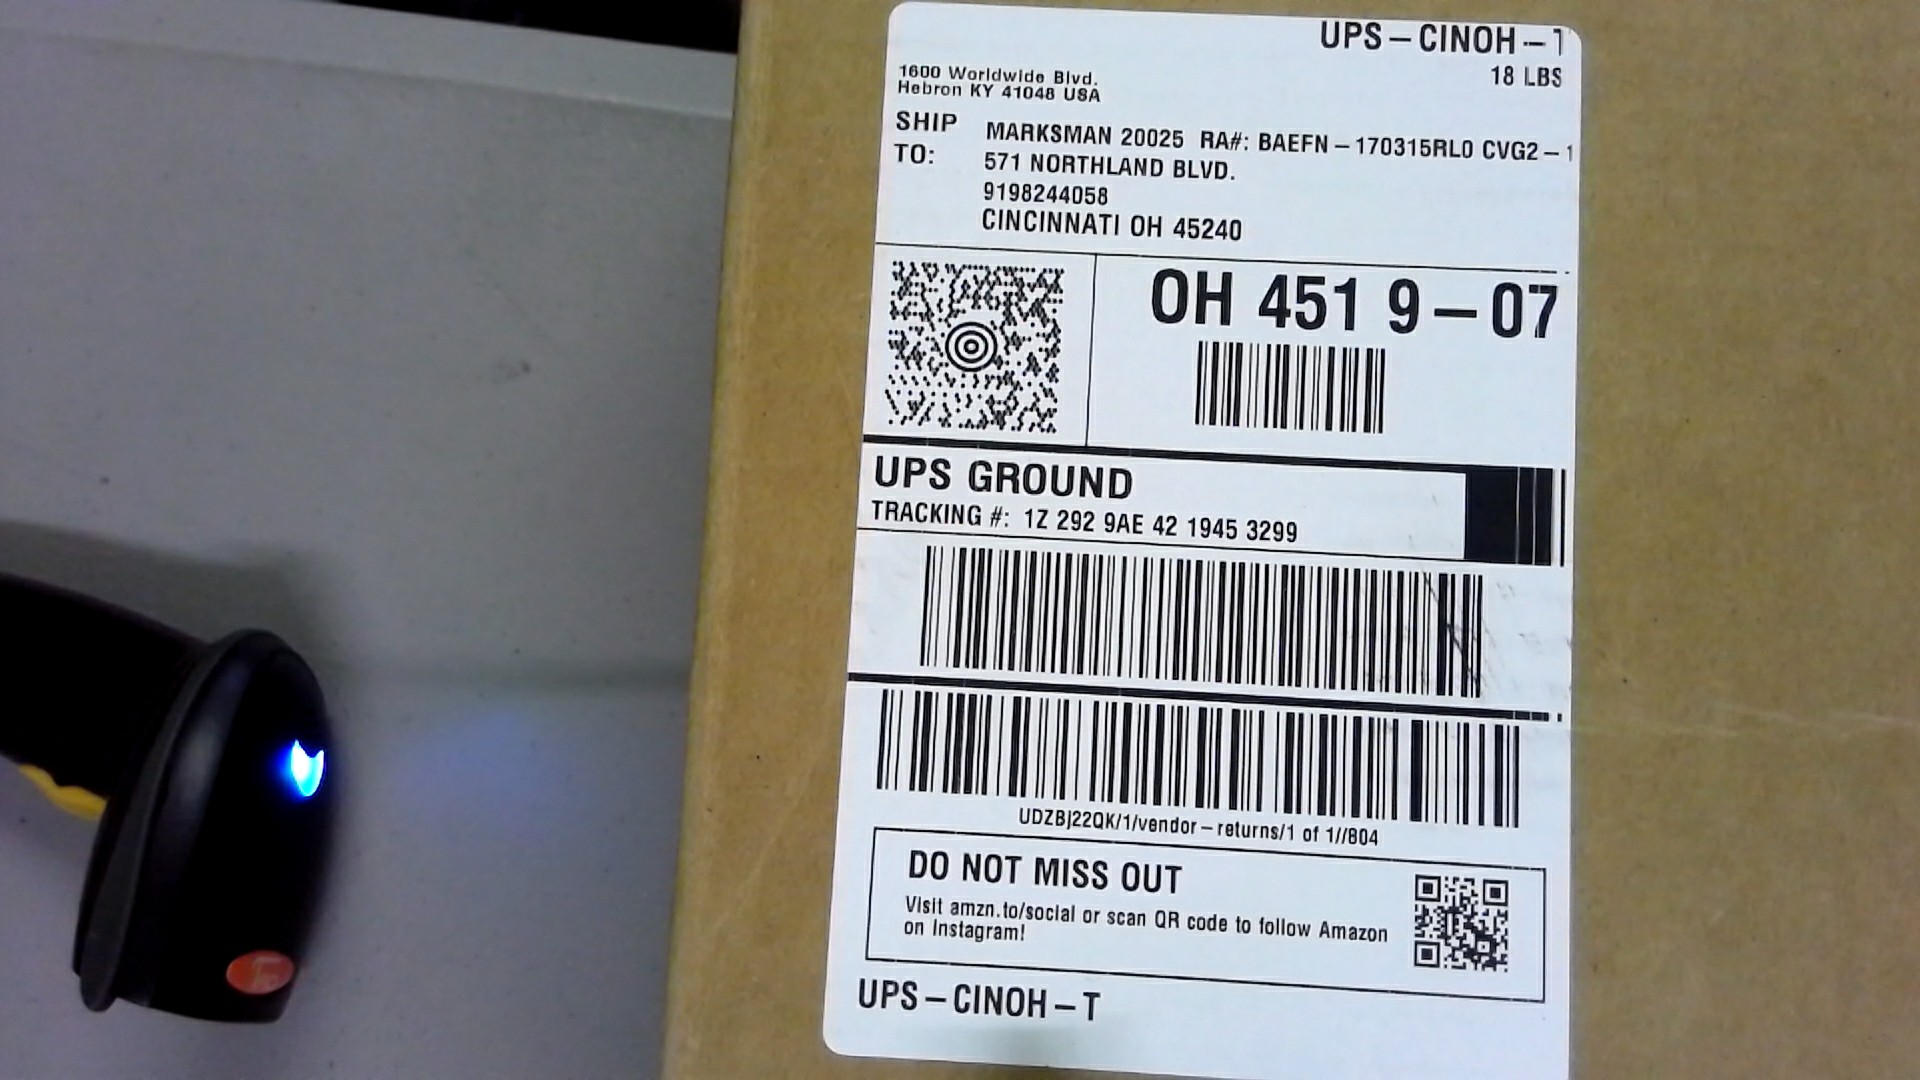 UPS – CINOH – T
18 LBS
1600 Worldwide Blvd.
Hebron KY 41048 USA
SHIP TO:
MARKSMAN 20025 RA#: BAEFN – 170315RL0 CVG2 – 1
571 NORTHLAND BLVD.
9198244058
CINCINNATI OH 45240
OH 451 9 – 07
UPS GROUND
TRACKING #: 1Z 292 9AE 42 1945 3299
UDZBj22QK/1/vendor – returns/1 of 1//804
DO NOT MISS OUT
Visit amzn.to/social or scan QR code to follow Amazon
on Instagram!
UPS – CINOH – T